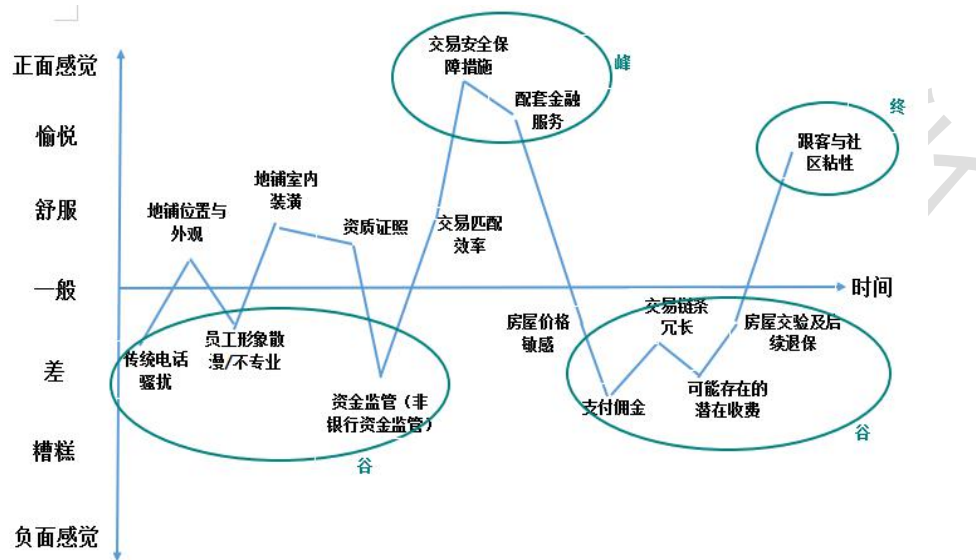 正面感觉
愉悦
舒服
一般
差
糟糕
负面感觉
时间
传统电话
骚扰
地铺位置与
外观
员工形象散
漫/不专业
地铺室内
装潢
资质证照
资金监管（非
银行资金监管）
谷
交易匹配
效率
交易安全保
障措施
配套金融
服务
峰
房屋价格
敏感
支付佣金
交易链条
冗长
可能存在的
潜在收费
房屋交验及后
续退保
谷
跟客与社
区粘性
终